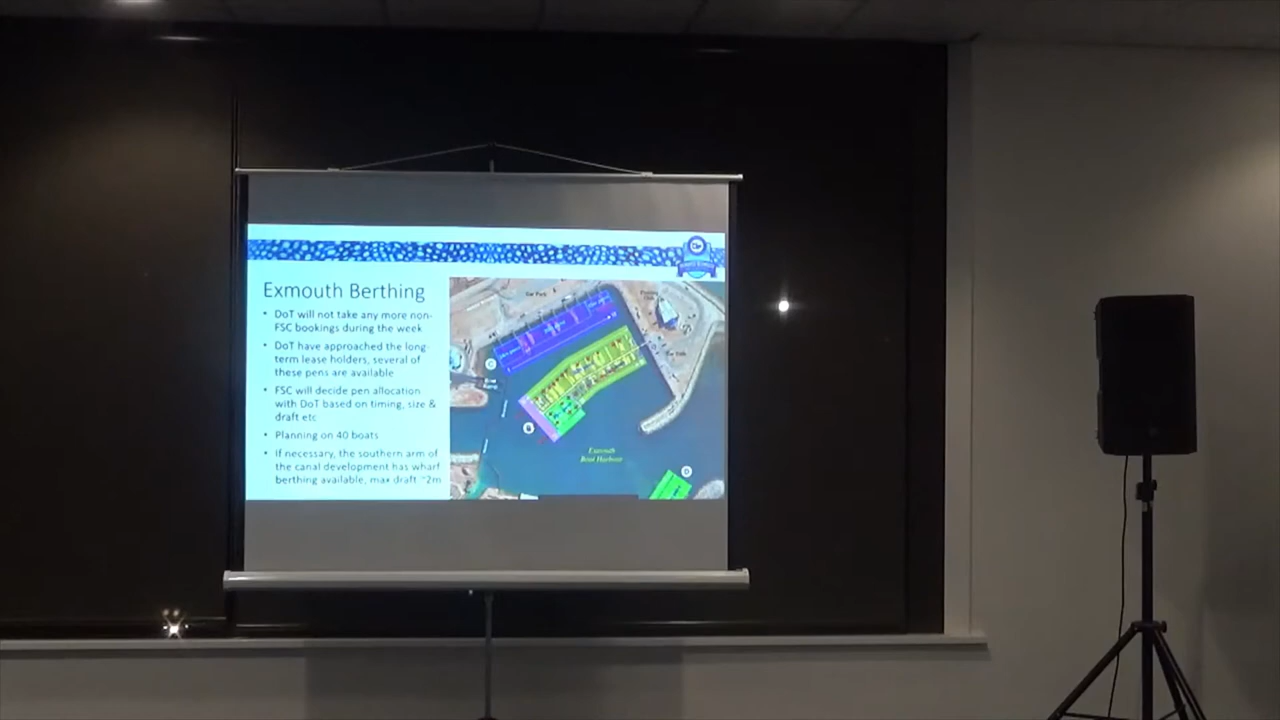 Exmouth Berthing
• DoT will not take any more non-
FSC bookings during the week
• DoT have approached the long-
term lease holders, several of
these pens are available
• FSC will decide pen allocation
with DoT based on timing, size &
draft etc
• Planning on 40 boats
• If necessary, the southern arm of
the canal development has wharf
berthing available, max draft ~2m
Car Park
C
B
Exmouth
Boat Harbour
D